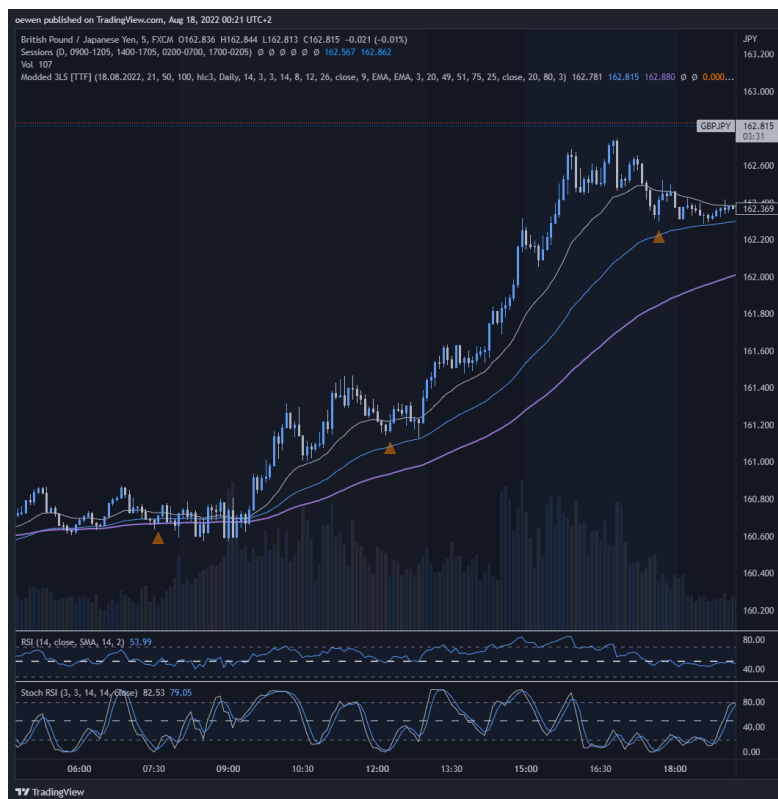 oewen published on TradingView.com, Aug 18, 2022 00:21 UTC+2
British Pound / Japanese Yen, 5, FXCM O162.836 H162.844 L162.813 C162.815 −0.021 (−0.01%)
Sessions (D, 0900-1205, 1400-1705, 0200-0700, 1700-0205) Ø Ø Ø Ø Ø Ø 162.567 162.862
Vol 107
Modded 3LS [TTF] (18.08.2022, 21, 50, 100, hlc3, Daily, 14, 3, 3, 14, 8, 12, 26, close, 9, EMA, EMA, 3, 20, 49, 51, 75, 25, close, 20, 80, 3) 162.781 162.815 162.880 Ø Ø 0.000...
JPY
163.200
163.000
GBPJPY 162.815
03:31
162.600
162.369
162.200
162.000
161.800
161.600
161.400
161.200
161.000
160.800
160.600
160.400
160.200
RSI (14, close, SMA, 14, 2) 53.99
80.00
40.00
Stoch RSI (3, 3, 14, 14, close) 82.53 79.05
80.00
40.00
0.00
06:00 07:30 09:00 10:30 12:00 13:30 15:00 16:30 18:00
TradingView